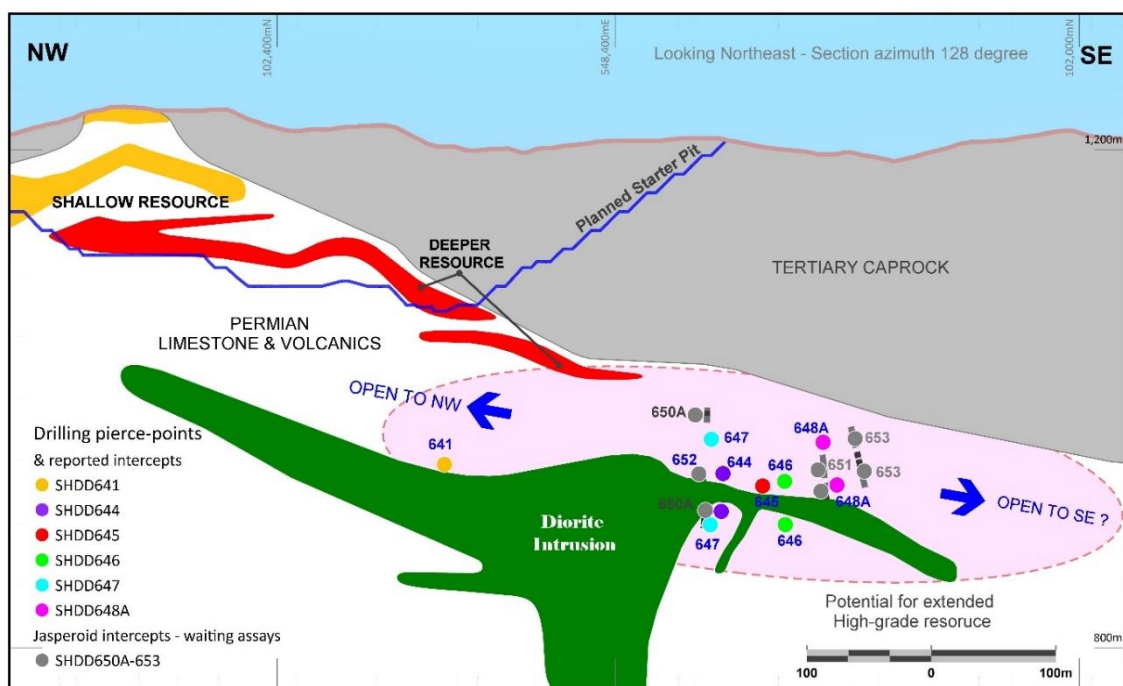 NW
102,400mN
548,400mE
Looking Northeast - Section azimuth 128 degree
102,000mN
SE
1,200m
Planned Starter Pit
SHALLOW RESOURCE
DEEPER
RESOURCE
TERTIARY CAPROCK
PERMIAN
LIMESTONE & VOLCANICS
OPEN TO NW
650A
647
648A
653
641
652
644
646
651
653
645
648A
650A
647
646
OPEN TO SE ?
Diorite
Intrusion
Drilling pierce-points
& reported intercepts
SHDD641
SHDD644
SHDD645
SHDD646
SHDD647
SHDD648A
Jasperoid intercepts - waiting assays
SHDD650A-653
Potential for extended
High-grade resoruce
800m
100
0
100m